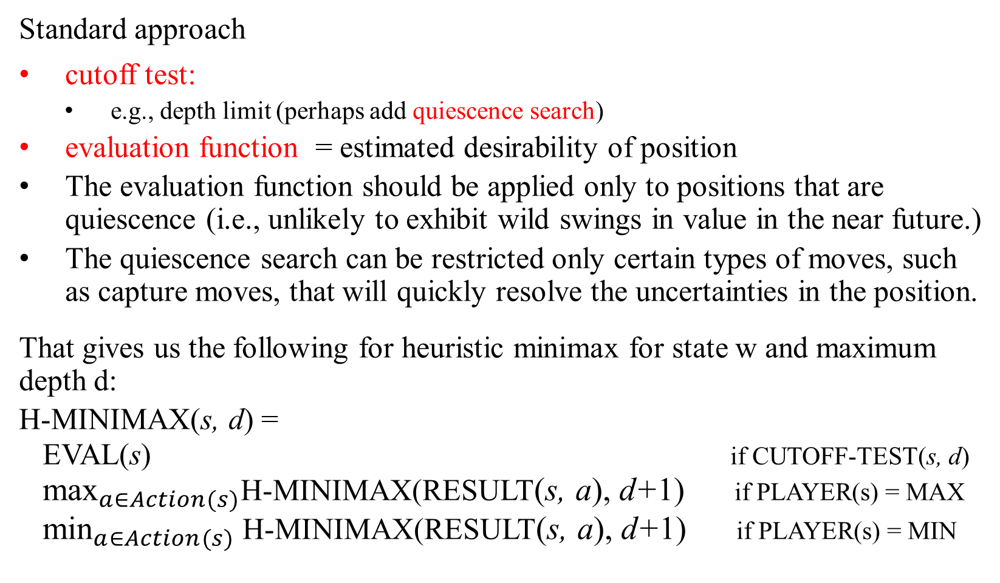 Standard approach
• cutoff test:
• e.g., depth limit (perhaps add quiescence search)
• evaluation function = estimated desirability of position
• The evaluation function should be applied only to positions that are
quiescence (i.e., unlikely to exhibit wild swings in value in the near future.)
• The quiescence search can be restricted only certain types of moves, such
as capture moves, that will quickly resolve the uncertainties in the position.
That gives us the following for heuristic minimax for state w and maximum
depth d:
H-MINIMAX(s, d) =
EVAL(s) if CUTOFF-TEST(s, d)
max_{a∈Action(s)} H-MINIMAX(RESULT(s, a), d+1) if PLAYER(s) = MAX
min_{a∈Action(s)} H-MINIMAX(RESULT(s, a), d+1) if PLAYER(s) = MIN